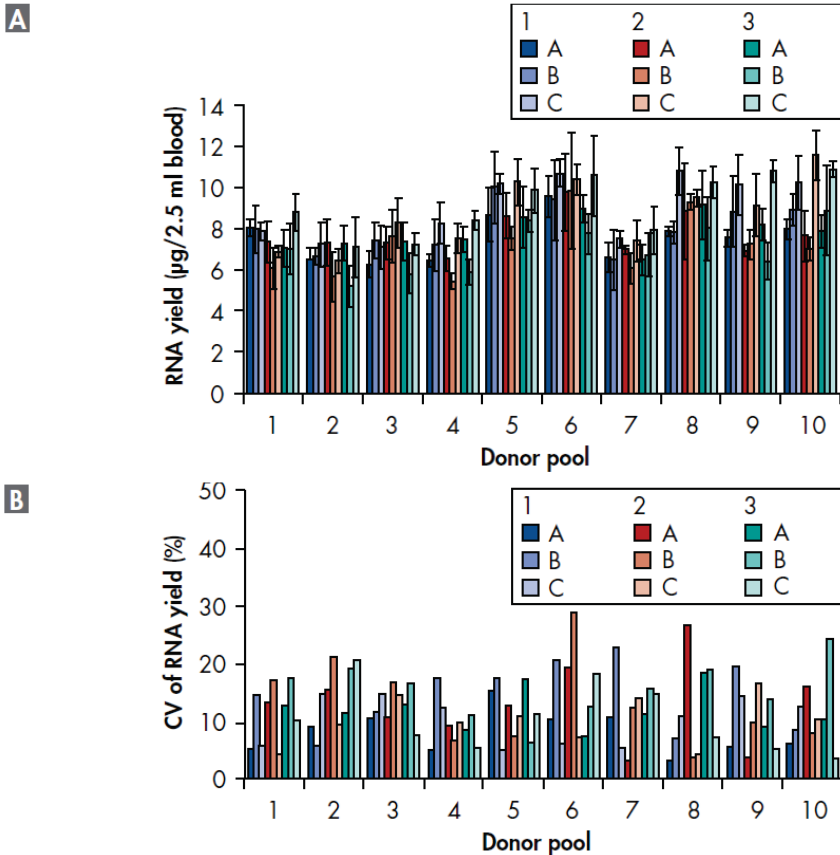 A
1 2 3
A A A
B B B
C C C
RNA yield (µg/2.5 ml blood)
14
12
10
8
6
4
2
0
1 2 3 4 5 6 7 8 9 10
Donor pool
B
1 2 3
A A A
B B B
C C C
CV of RNA yield (%)
50
40
30
20
10
0
1 2 3 4 5 6 7 8 9 10
Donor pool